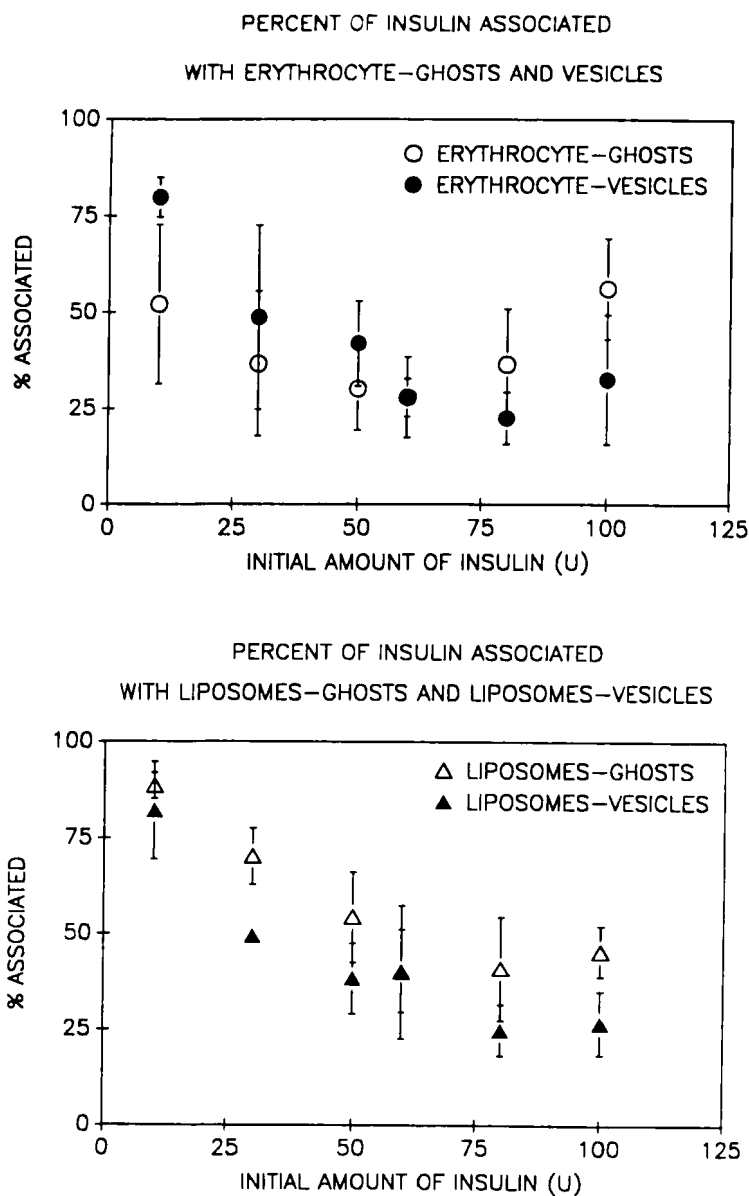 PERCENT OF INSULIN ASSOCIATED
WITH ERYTHROCYTE-GHOSTS AND VESICLES
100
75
50
25
0
% ASSOCIATED
○ ERYTHROCYTE-GHOSTS
● ERYTHROCYTE-VESICLES
0 25 50 75 100 125
INITIAL AMOUNT OF INSULIN (U)
PERCENT OF INSULIN ASSOCIATED
WITH LIPOSOMES-GHOSTS AND LIPOSOMES-VESICLES
100
75
50
25
0
% ASSOCIATED
△ LIPOSOMES-GHOSTS
▲ LIPOSOMES-VESICLES
0 25 50 75 100 125
INITIAL AMOUNT OF INSULIN (U)